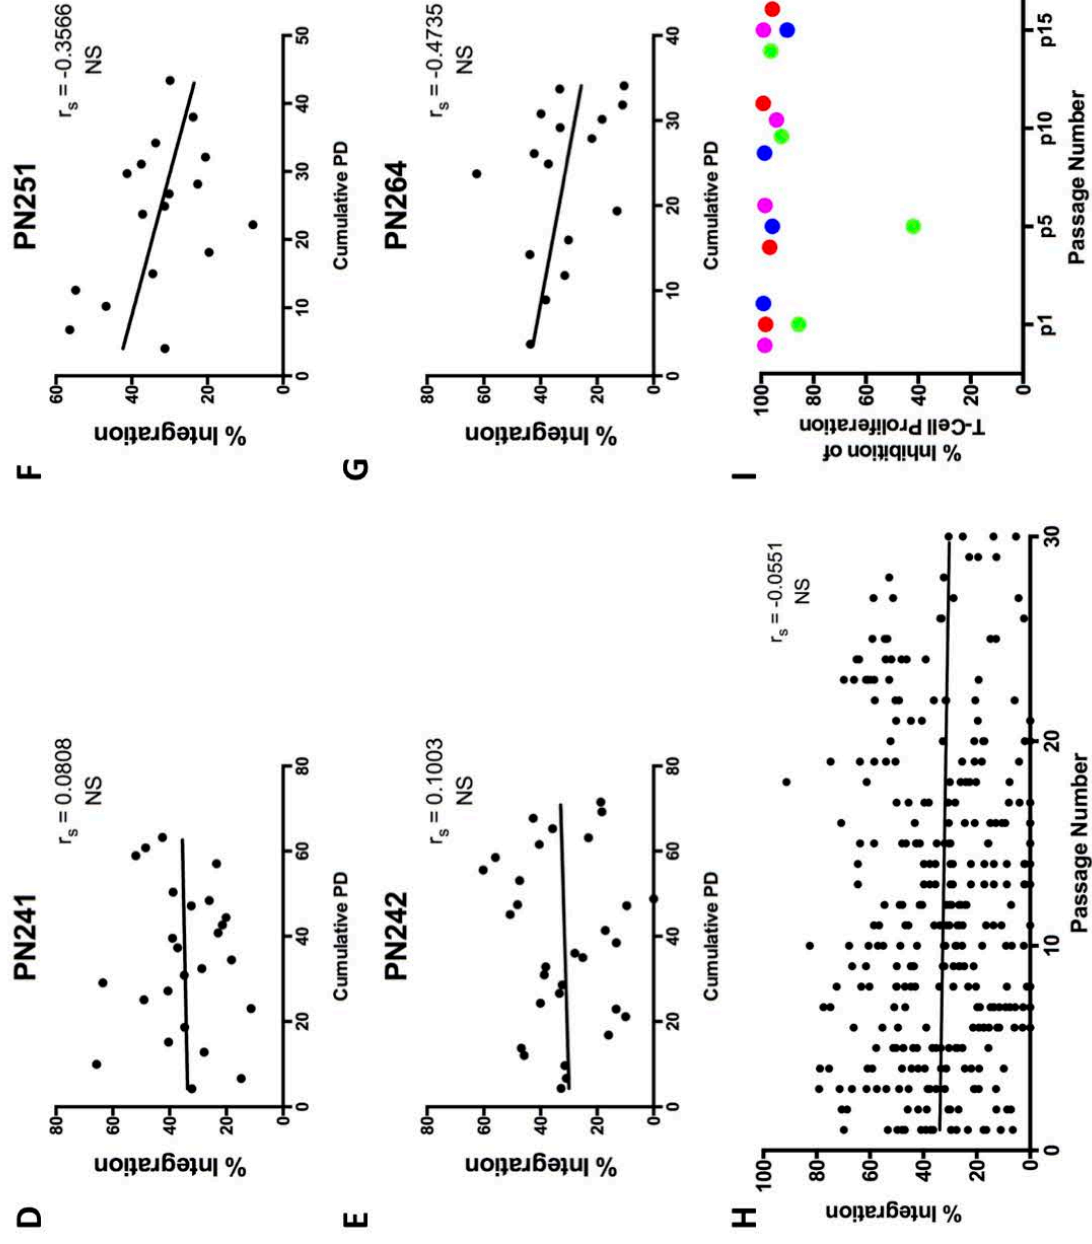 D
PN241
r_s = 0.0808
NS
% Integration
80
60
40
20
0
0 20 40 60 80
Cumulative PD
F
PN251
r_s = -0.3566
NS
% Integration
60
40
20
0
0 10 20 30 40 50
Cumulative PD
E
PN242
r_s = 0.1003
NS
% Integration
80
60
40
20
0
0 20 40 60 80
Cumulative PD
G
PN264
r_s = -0.4735
NS
% Integration
80
60
40
20
0
0 10 20 30 40
Cumulative PD
H
r_s = -0.0551
NS
% Integration
100
80
60
40
20
0
0 10 20 30
Passage Number
I
% Inhibition of
T-Cell Proliferation
100
80
60
40
20
0
p1 p5 p10 p15
Passage Number